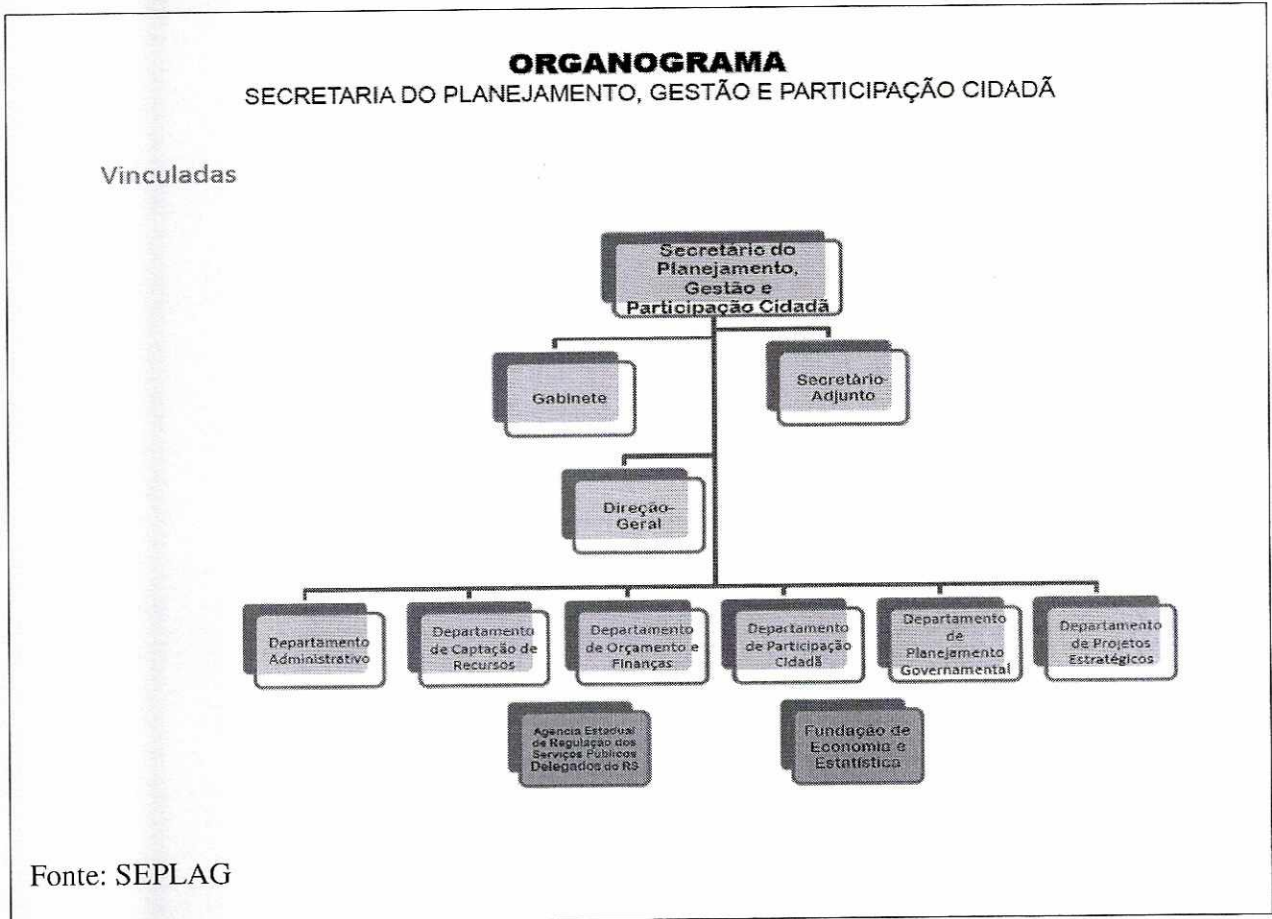 ORGANOGRAMA
SECRETARIA DO PLANEJAMENTO, GESTÃO E PARTICIPAÇÃO CIDADÃ
Vinculadas
Secretário do
Planejamento,
Gestão e
Participação Cidadã
Gabinete
Secretário-
Adjunto
Direção-
Geral
Departamento
Administrativo
Departamento
de Captação de
Recursos
Departamento
de Orçamento e
Finanças
Departamento
de Participação
Cidadã
Departamento
de
Planejamento
Governamental
Departamento
de Projetos
Estratégicos
Agencia Estadual
de Regulação dos
Serviços Públicos
Delegados do RS
Fundação de
Economia e
Estatística
Fonte: SEPLAG